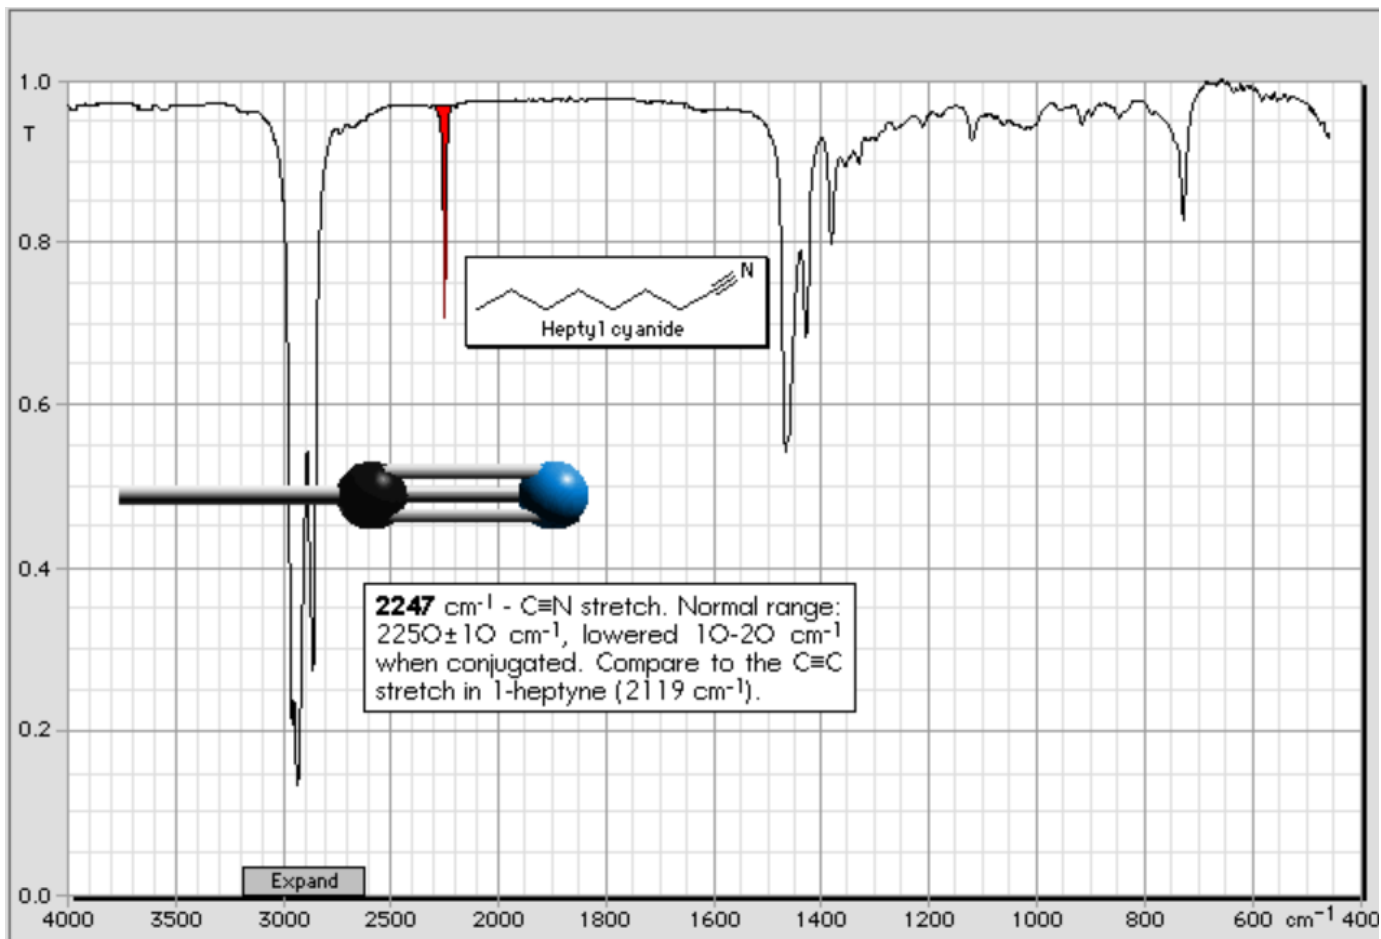 1.0
T
0.8
N
Heptyl cyanide
0.6
0.4
2247 cm-1 - C≡N stretch. Normal range:
2250±10 cm-1, lowered 10-20 cm-1
when conjugated. Compare to the C≡C
stretch in 1-heptyne (2119 cm-1).
0.2
Expand
0.0
4000 3500 3000 2500 2000 1800 1600 1400 1200 1000 800 600 cm-1 400